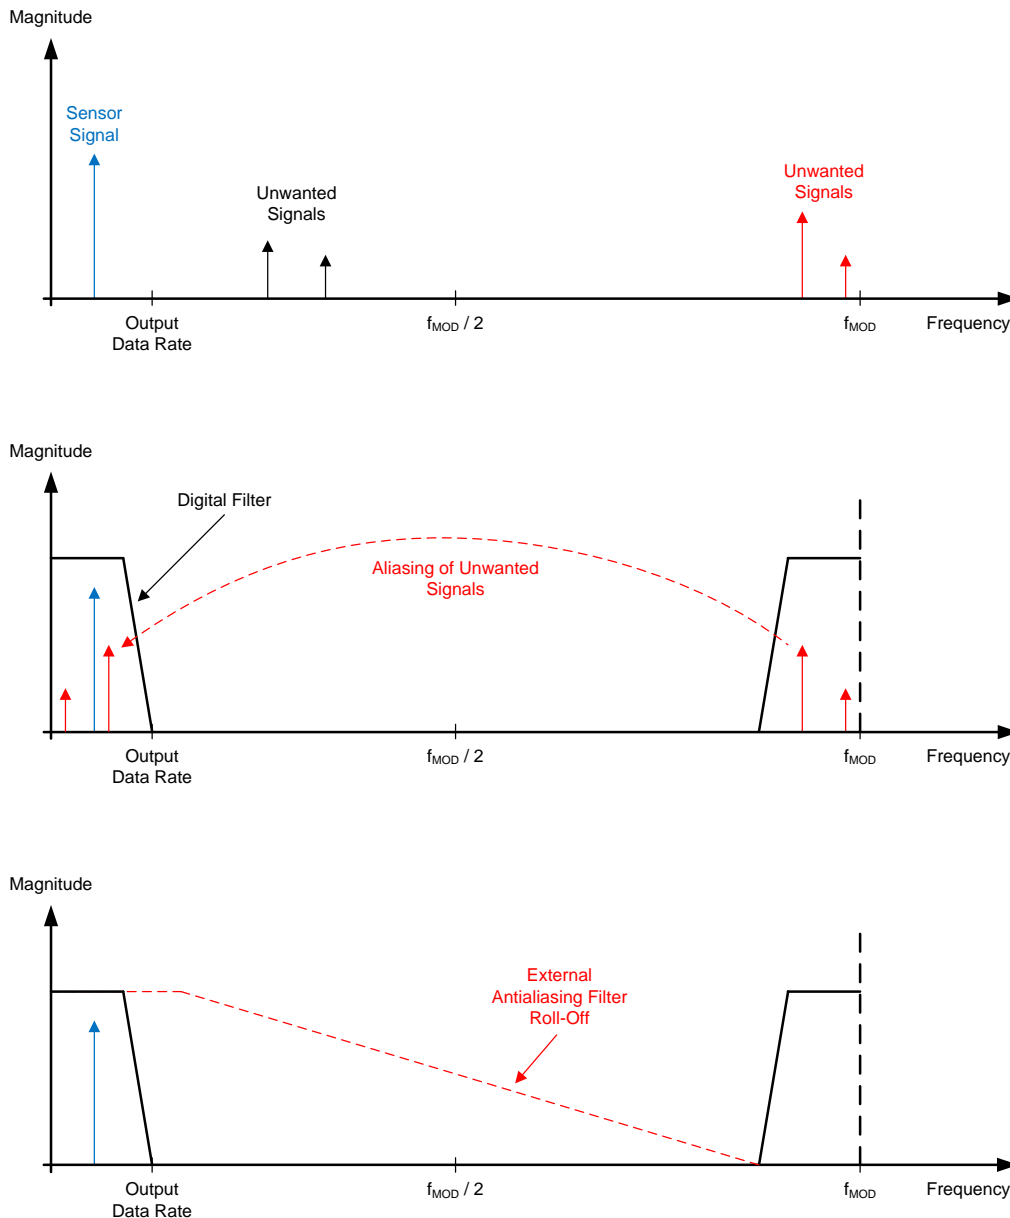 Magnitude
Sensor
Signal
Unwanted
Signals
Unwanted
Signals
Output
Data Rate
fMOD / 2
fMOD
Frequency
Magnitude
Digital Filter
Aliasing of Unwanted
Signals
Output
Data Rate
fMOD / 2
fMOD
Frequency
Magnitude
External
Antialiasing Filter
Roll-Off
Output
Data Rate
fMOD / 2
fMOD
Frequency